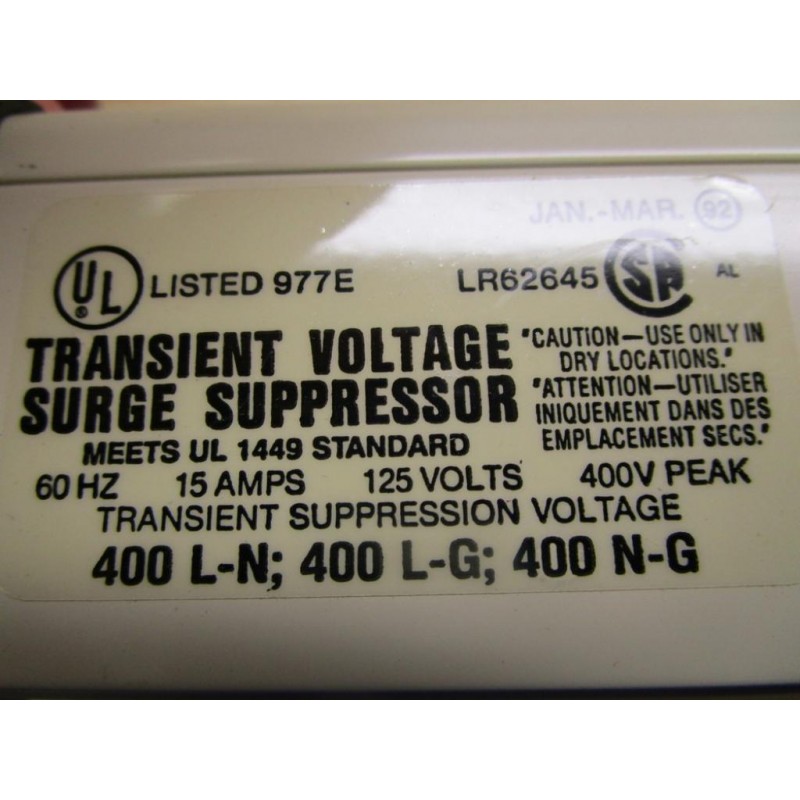 JAN.-MAR. 92
UL ® LISTED 977E LR62645 SA AL
TRANSIENT VOLTAGE
SURGE SUPPRESSOR
"CAUTION—USE ONLY IN
DRY LOCATIONS."
"ATTENTION—UTILISER
INIQUEMENT DANS DES
EMPLACEMENT SECS."
MEETS UL 1449 STANDARD
60 HZ 15 AMPS 125 VOLTS 400V PEAK
TRANSIENT SUPPRESSION VOLTAGE
400 L-N; 400 L-G; 400 N-G